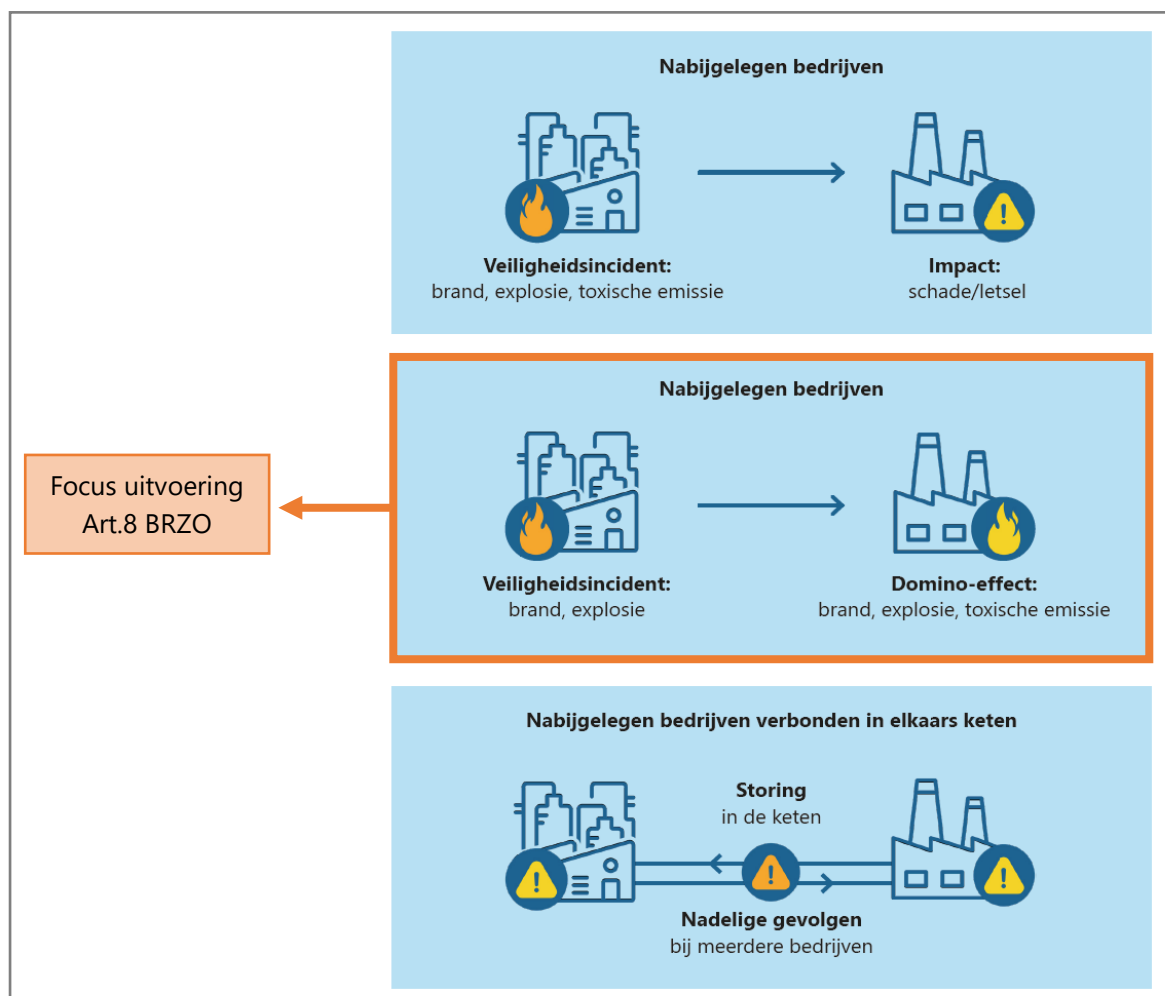 Nabijgelegen bedrijven
Veiligheidsincident:
brand, explosie, toxische emissie
Impact:
schade/letsel
Focus uitvoering
Art.8 BRZO
Nabijgelegen bedrijven
Veiligheidsincident:
brand, explosie
Domino-effect:
brand, explosie, toxische emissie
Nabijgelegen bedrijven verbonden in elkaars keten
Storing
in de keten
Nadelige gevolgen
bij meerdere bedrijven